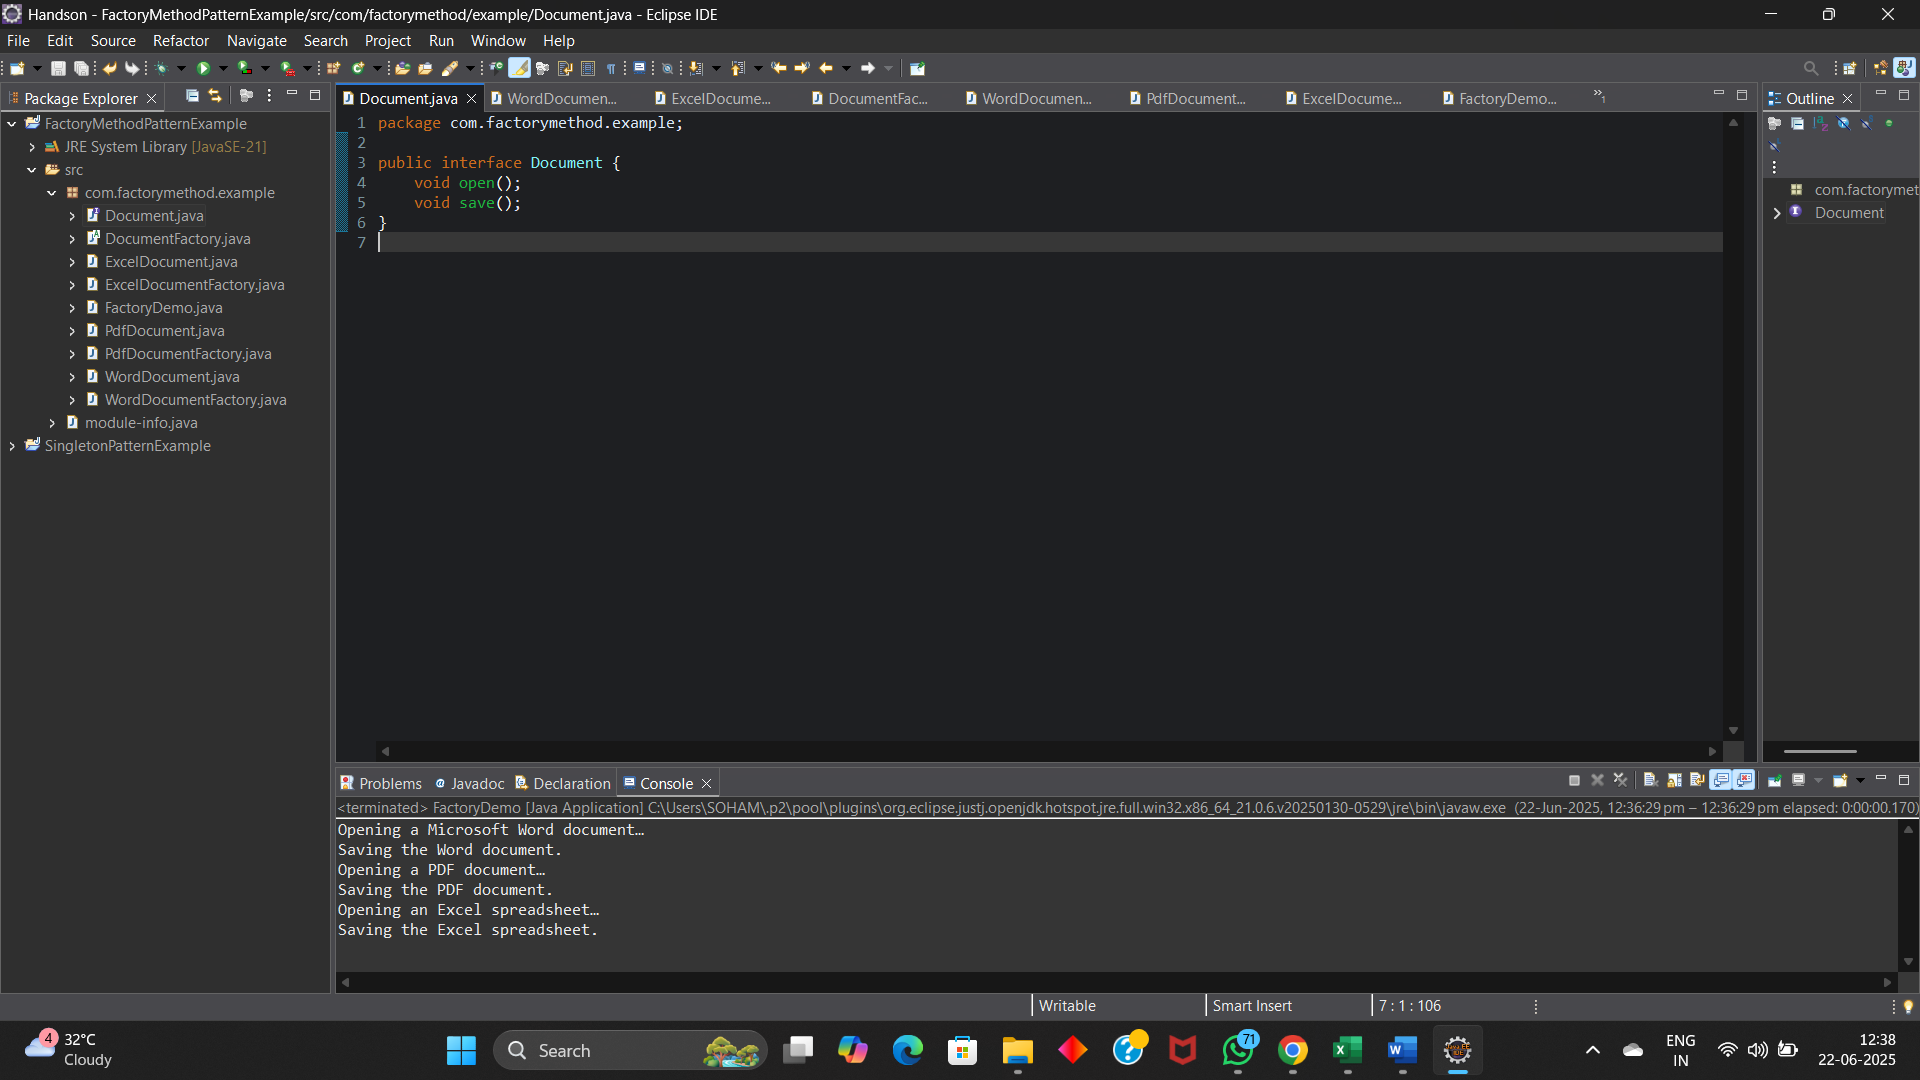 Handson - FactoryMethodPatternExample/src/com/factorymethod/example/Document.java - Eclipse IDE
File Edit Source Refactor Navigate Search Project Run Window Help
Package Explorer
FactoryMethodPatternExample
JRE System Library [JavaSE-21]
src
com.factorymethod.example
Document.java
DocumentFactory.java
ExcelDocument.java
ExcelDocumentFactory.java
FactoryDemo.java
PdfDocument.java
PdfDocumentFactory.java
WordDocument.java
WordDocumentFactory.java
module-info.java
SingletonPatternExample
Document.java WordDocumen... ExcelDocume... DocumentFac... WordDocumen... PdfDocument... ExcelDocume... FactoryDemo... »1
1 package com.factorymethod.example;
2
3 public interface Document {
4 void open();
5 void save();
6 }
7
Outline
com.factorymet
Document
Problems Javadoc Declaration Console
<terminated> FactoryDemo [Java Application] C:\Users\SOHAM\.p2\pool\plugins\org.eclipse.justj.openjdk.hotspot.jre.full.win32.x86_64_21.0.6.v20250130-0529\jre\bin\javaw.exe (22-Jun-2025, 12:36:29 pm – 12:36:29 pm elapsed: 0:00:00.170)
Opening a Microsoft Word document…
Saving the Word document.
Opening a PDF document…
Saving the PDF document.
Opening an Excel spreadsheet…
Saving the Excel spreadsheet.
Writable Smart Insert 7 : 1 : 106
4 32°C
Cloudy
Search
71
ENG
IN
12:38
22-06-2025